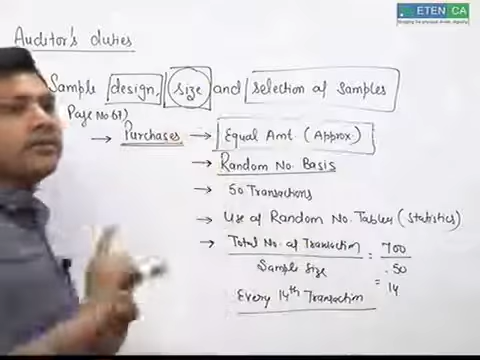 ETEN CA
Auditor's duties
Sample design, size and selection of samples
Page No 67)
→ Purchases → Equal Amt. (Approx.)
→ Random No. Basis
→ 50 Transactions
→ Use of Random No. Tables (Statistics)
→ Total No. of Transaction = 700
Sample Size .50
= 14
Every 14th Transaction